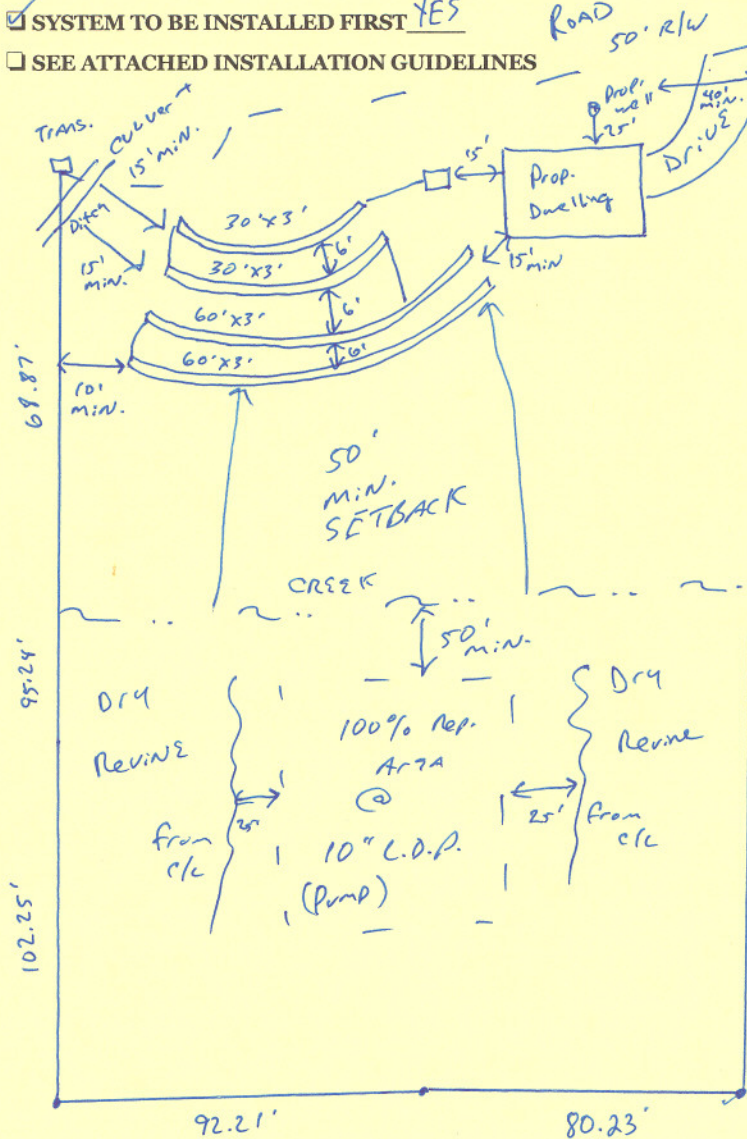 SYSTEM TO BE INSTALLED FIRST YES
SEE ATTACHED INSTALLATION GUIDELINES
ROAD
50' R/W
TRANS.
CULVERT
15' MIN.
Ditch
15' MIN.
Prop. well
25'
40' MIN.
DRIVE
15'
Prop. Dwelling
15' MIN
30'x3'
6'
30'x3'
6'
60'x3'
6'
60'x3'
10' MIN.
68.87'
50'
MIN.
SETBACK
CREEK
50' MIN.
95.24'
Dry
Revine
from
c/L
25'
100% Rep.
Area
@
10" L.D.P.
(Pump)
25'
Dry
Revine
from
c/L
102.25'
92.21'
80.23'